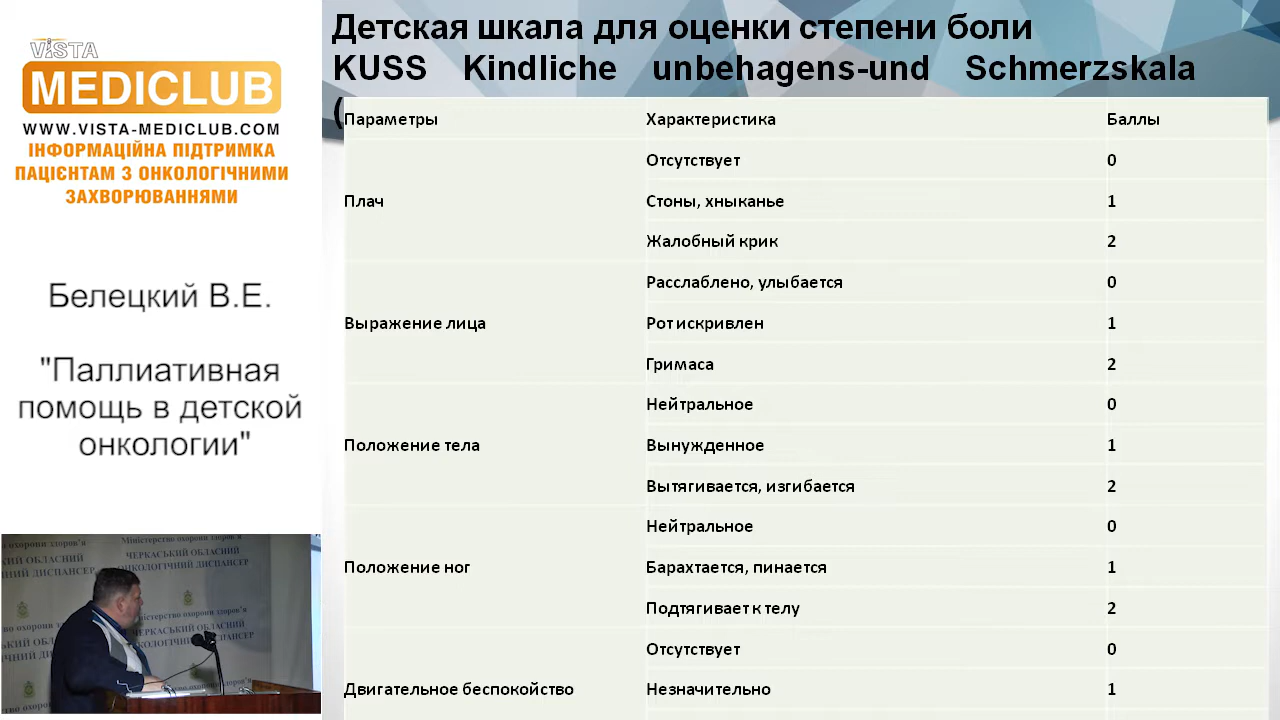 ViSTA
MEDICLUB
WWW.VISTA-MEDICLUB.COM
ІНФОРМАЦІЙНА ПІДТРИМКА
ПАЦІЄНТАМ З ОНКОЛОГІЧНИМИ
ЗАХВОРЮВАННЯМИ
Белецкий В.Е.
"Паллиативная
помощь в детской
онкологии"
Міністерство охорони здоров'я
ЧЕРКАСЬКИЙ ОБЛАСНИЙ
ОНКОЛОГІЧНИЙ ДИСПАНСЕР
Детская шкала для оценки степени боли
KUSS Kindliche unbehagens-und Schmerzskala
(
Параметры Характеристика Баллы
Отсутствует 0
Плач Стоны, хныканье 1
Жалобный крик 2
Расслаблено, улыбается 0
Выражение лица Рот искривлен 1
Гримаса 2
Нейтральное 0
Положение тела Вынужденное 1
Вытягивается, изгибается 2
Нейтральное 0
Положение ног Барахтается, пинается 1
Подтягивает к телу 2
Отсутствует 0
Двигательное беспокойство Незначительно 1